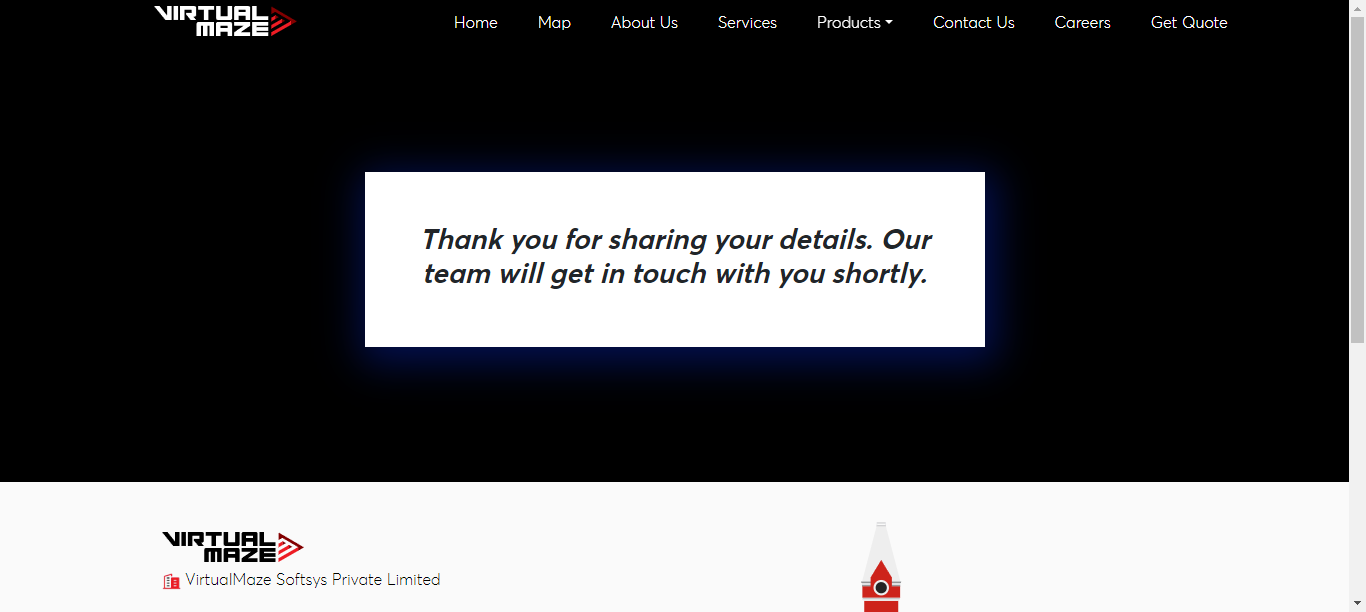 VIRTUAL
MAZE
Home Map About Us Services Products Contact Us Careers Get Quote
Thank you for sharing your details. Our
team will get in touch with you shortly.
VIRTUAL
MAZE
VirtualMaze Softsys Private Limited